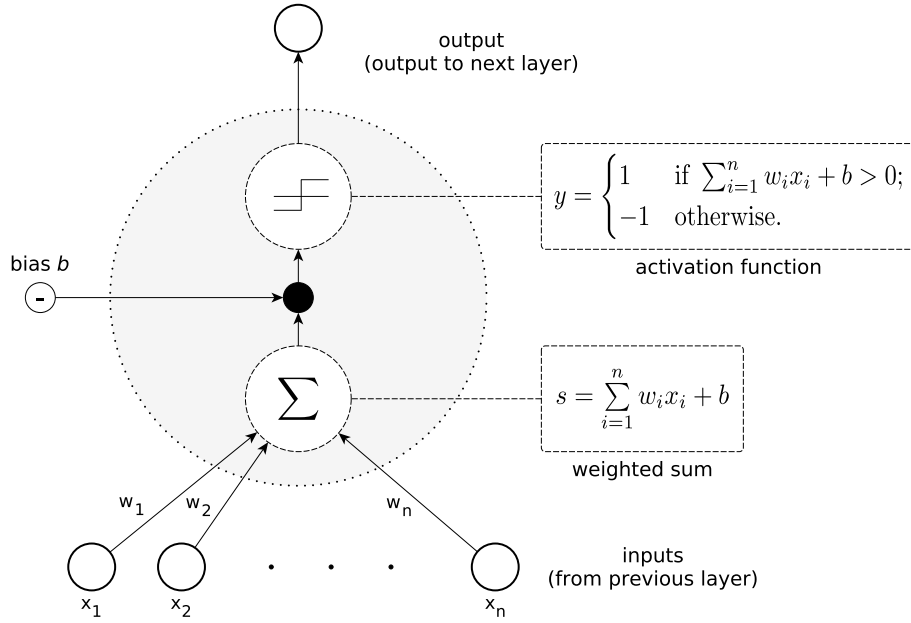 output
(output to next layer)
y = { 1 if ∑_{i=1}^{n} w_i x_i + b > 0;
−1 otherwise.
activation function
bias b
-
∑
s = ∑_{i=1}^{n} w_i x_i + b
weighted sum
w_1 w_2 w_n
. . .
inputs
(from previous layer)
x_1 x_2 x_n